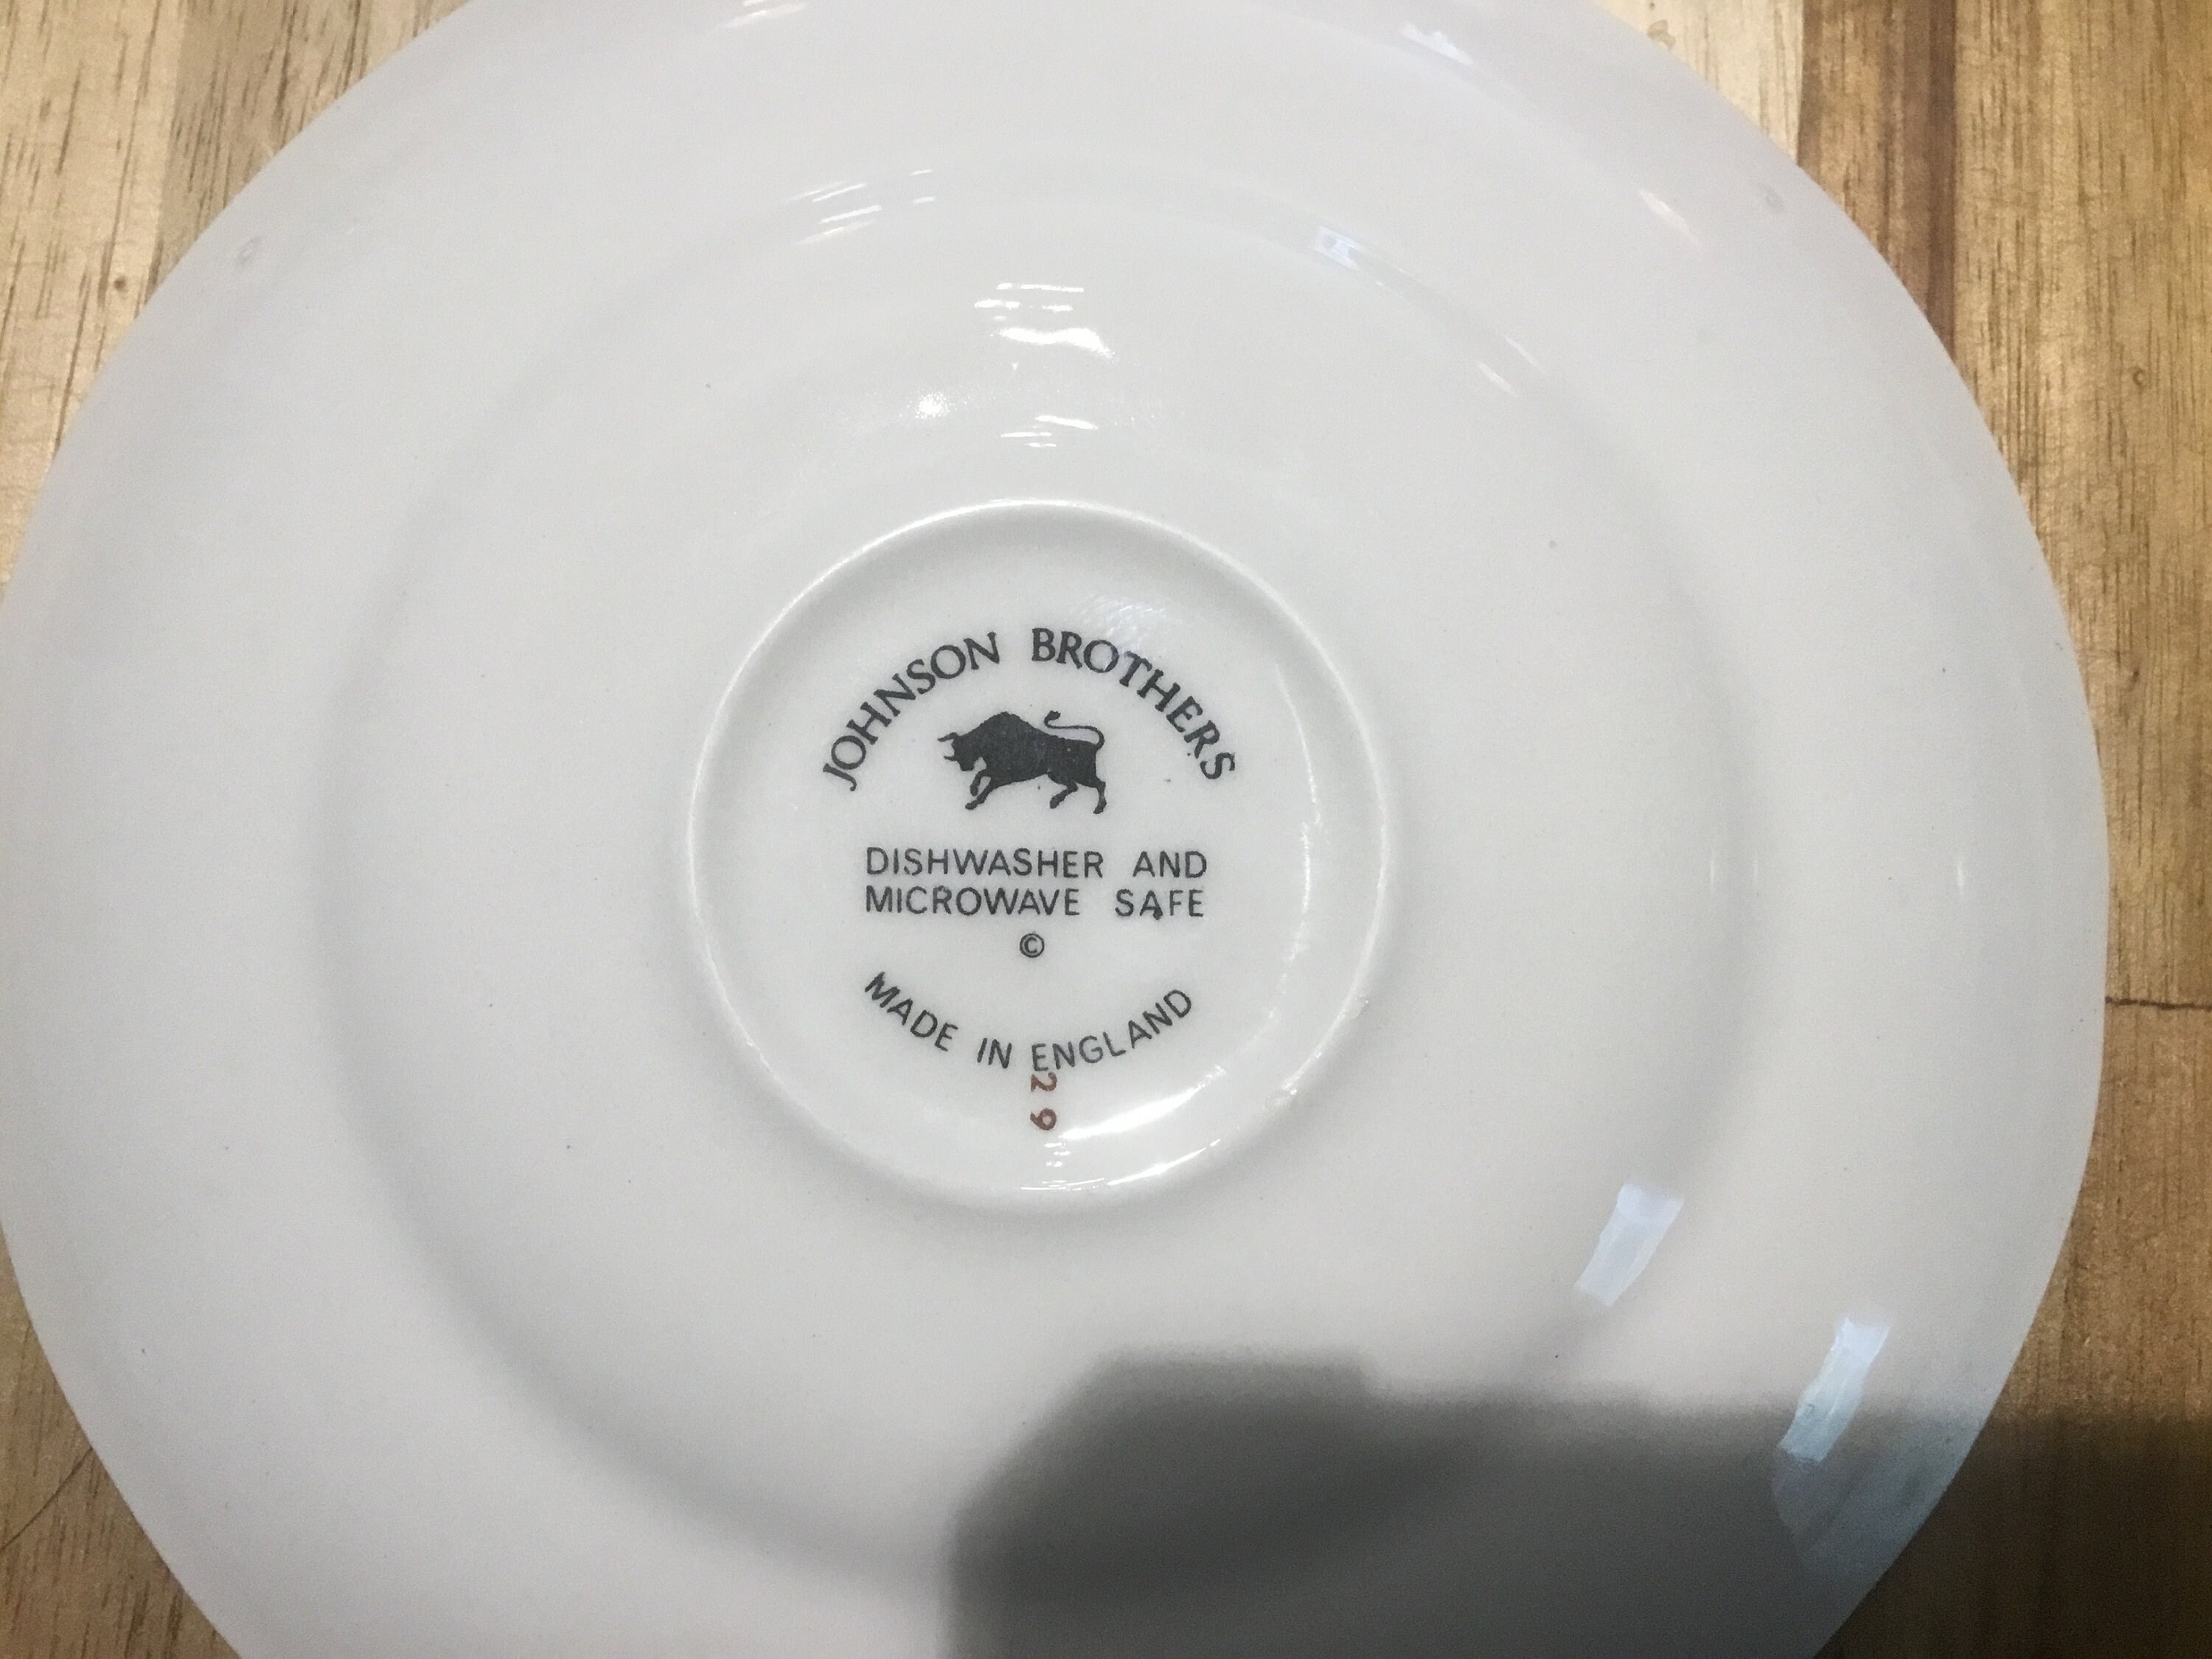 JOHNSON BROTHERS
DISHWASHER AND
MICROWAVE SAFE
©
MADE IN ENGLAND
29